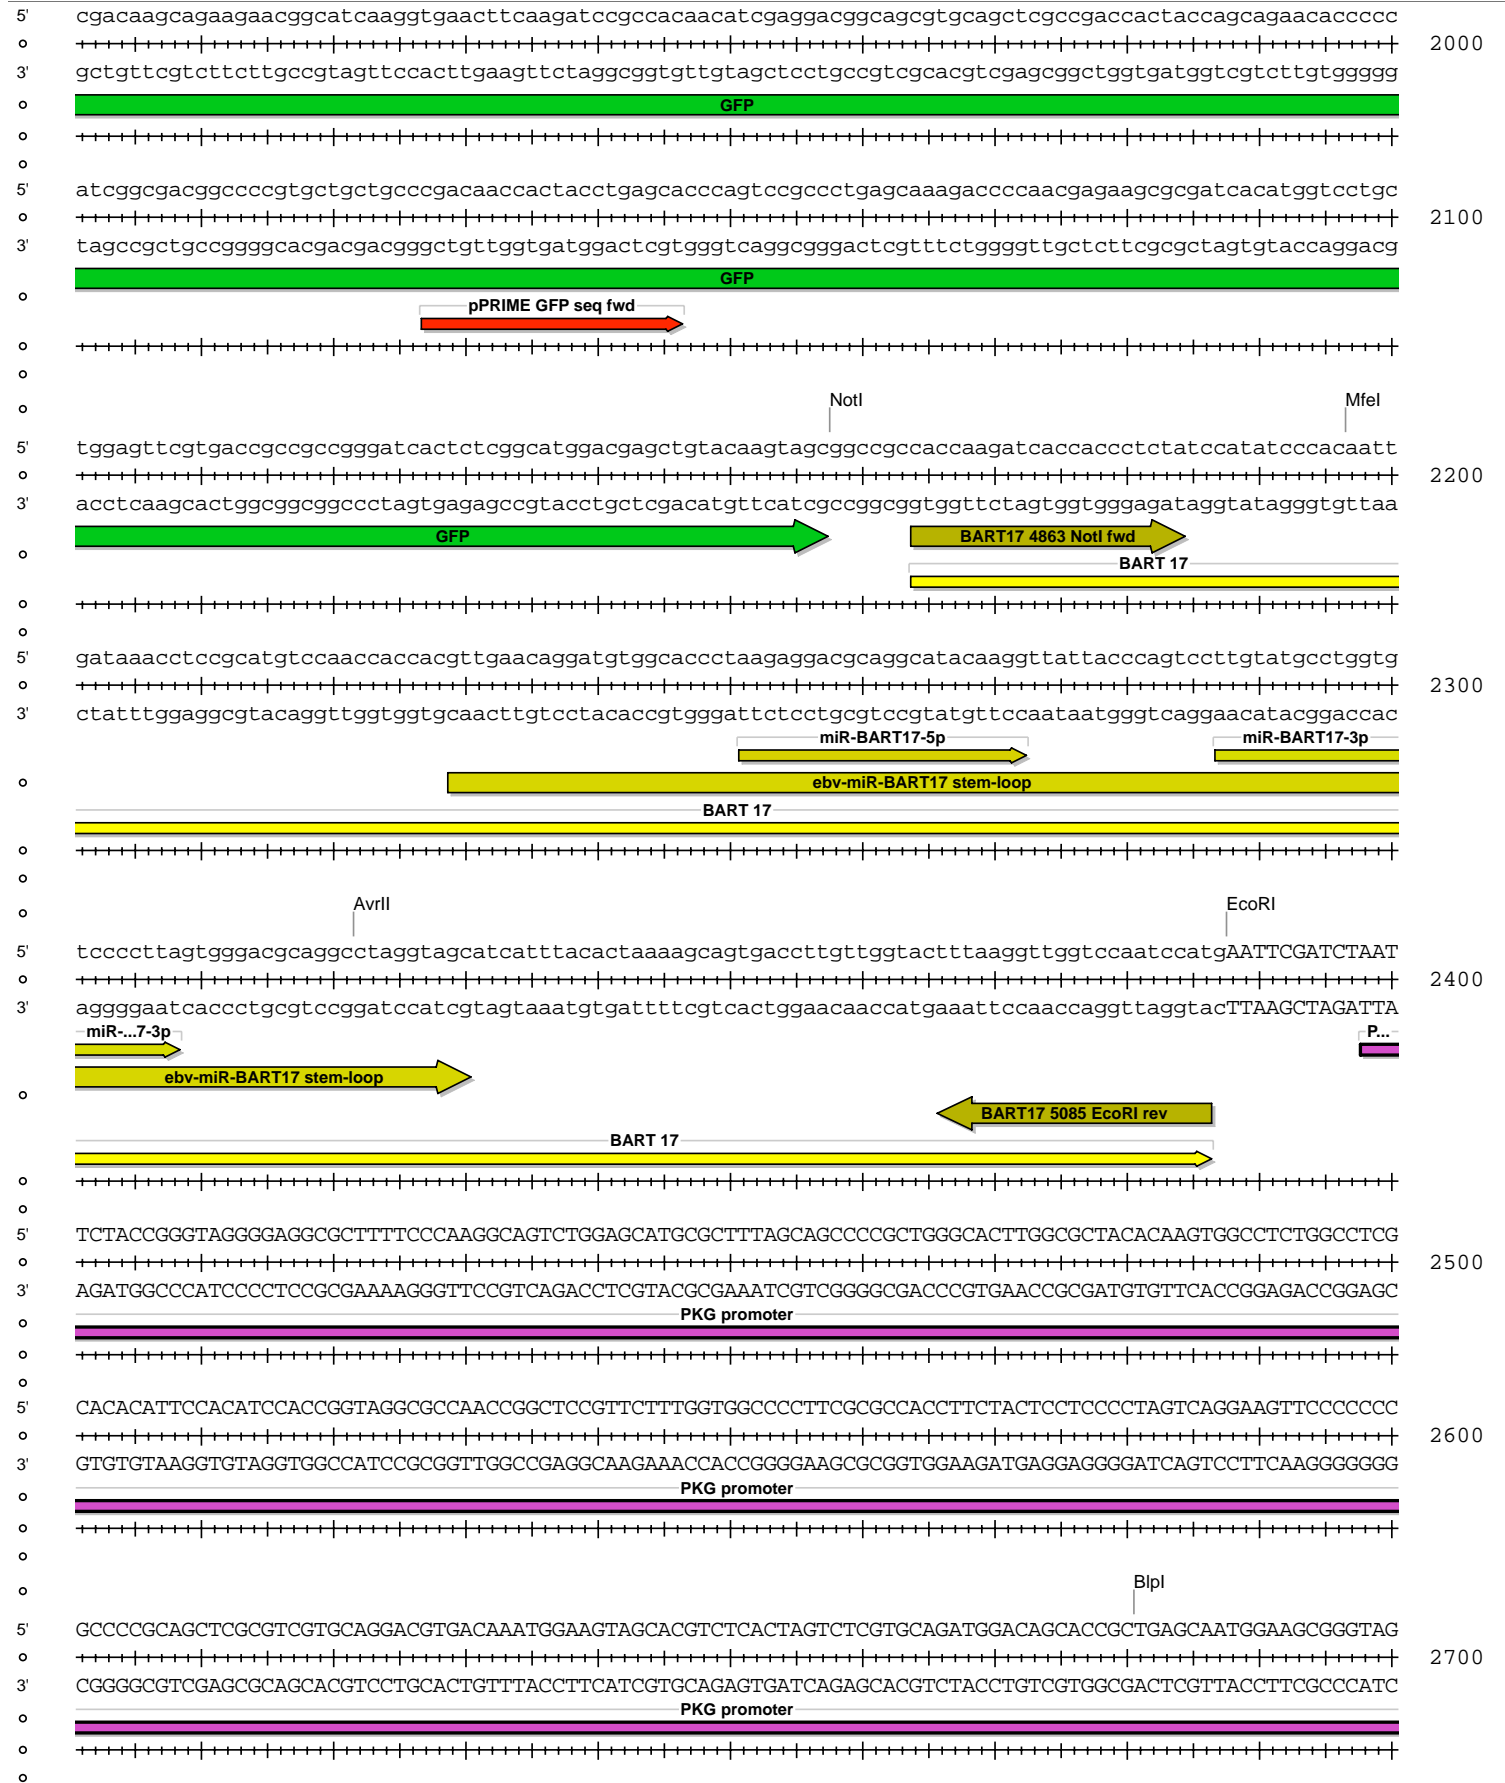 5' cgacaagcagaagaacggcatcaaggtgaacttcaagatccgccacaacatcgaggacggcagcgtgcagctcgccgaccactaccagcagaacaccccc
2000
3' gctgttcgtcttcttgccgtagttccacttgaagttctaggcggtgttgtagctcctgccgtcgcacgtcgagcggctggtgatggtcgtcttgtggggg
GFP
5' atcggcgacggccccgtgctgctgcccgacaaccactacctgagcacccagtccgccctgagcaaagaccccaacgagaagcgcgatcacatggtcctgc
2100
3' tagccgctgccggggcacgacgacgggctgttggtgatggactcgtgggtcaggcgggactcgtttctggggttgctcttcgcgctagtgtaccaggacg
GFP
pPRIME GFP seq fwd
NotI MfeI
5' tggagttcgtgaccgccgccgggatcactctcggcatggacgagctgtacaagtagcggccgccaccaagatcaccaccctctatccatatcccacaatt
2200
3' acctcaagcactggcggcggccctagtgagagccgtacctgctcgacatgttcatcgccggcggtggttctagtggtgggagataggtatagggtgttaa
GFP BART17 4863 NotI fwd
BART 17
5' gataaacctccgcatgtccaaccaccacgttgaacaggatgtggcaccctaagaggacgcaggcatacaaggttattacccagtccttgtatgcctggtg
2300
3' ctatttggaggcgtacaggttggtggtgcaacttgtcctacaccgtgggattctcctgcgtccgtatgttccaataatgggtcaggaacatacggaccac
miR-BART17-5p miR-BART17-3p
ebv-miR-BART17 stem-loop
BART 17
AvrII EcoRI
5' tccccttagtgggacgcaggcctaggtagcatcatttacactaaaagcagtgaccttgttggtactttaaggttggtccaatccatgAATTCGATCTAAT
2400
3' aggggaatcaccctgcgtccggatccatcgtagtaaatgtgattttcgtcactggaacaaccatgaaattccaaccaggttaggtacTTAAGCTAGATTA
miR-...7-3p P...
ebv-miR-BART17 stem-loop
BART17 5085 EcoRI rev
BART 17
5' TCTACCGGGTAGGGGAGGCGCTTTTCCCAAGGCAGTCTGGAGCATGCGCTTTAGCAGCCCCGCTGGGCACTTGGCGCTACACAAGTGGCCTCTGGCCTCG
2500
3' AGATGGCCCATCCCCTCCGCGAAAAGGGTTCCGTCAGACCTCGTACGCGAAATCGTCGGGGCGACCCGTGAACCGCGATGTGTTCACCGGAGACCGGAGC
PKG promoter
5' CACACATTCCACATCCACCGGTAGGCGCCAACCGGCTCCGTTCTTTGGTGGCCCCTTCGCGCCACCTTCTACTCCTCCCCTAGTCAGGAAGTTCCCCCCC
2600
3' GTGTGTAAGGTGTAGGTGGCCATCCGCGGTTGGCCGAGGCAAGAAACCACCGGGGAAGCGCGGTGGAAGATGAGGAGGGGATCAGTCCTTCAAGGGGGGG
PKG promoter
BlpI
5' GCCCCGCAGCTCGCGTCGTGCAGGACGTGACAAATGGAAGTAGCACGTCTCACTAGTCTCGTGCAGATGGACAGCACCGCTGAGCAATGGAAGCGGGTAG
2700
3' CGGGGCGTCGAGCGCAGCACGTCCTGCACTGTTTACCTTCATCGTGCAGAGTGATCAGAGCACGTCTACCTGTCGTGGCGACTCGTTACCTTCGCCCATC
PKG promoter